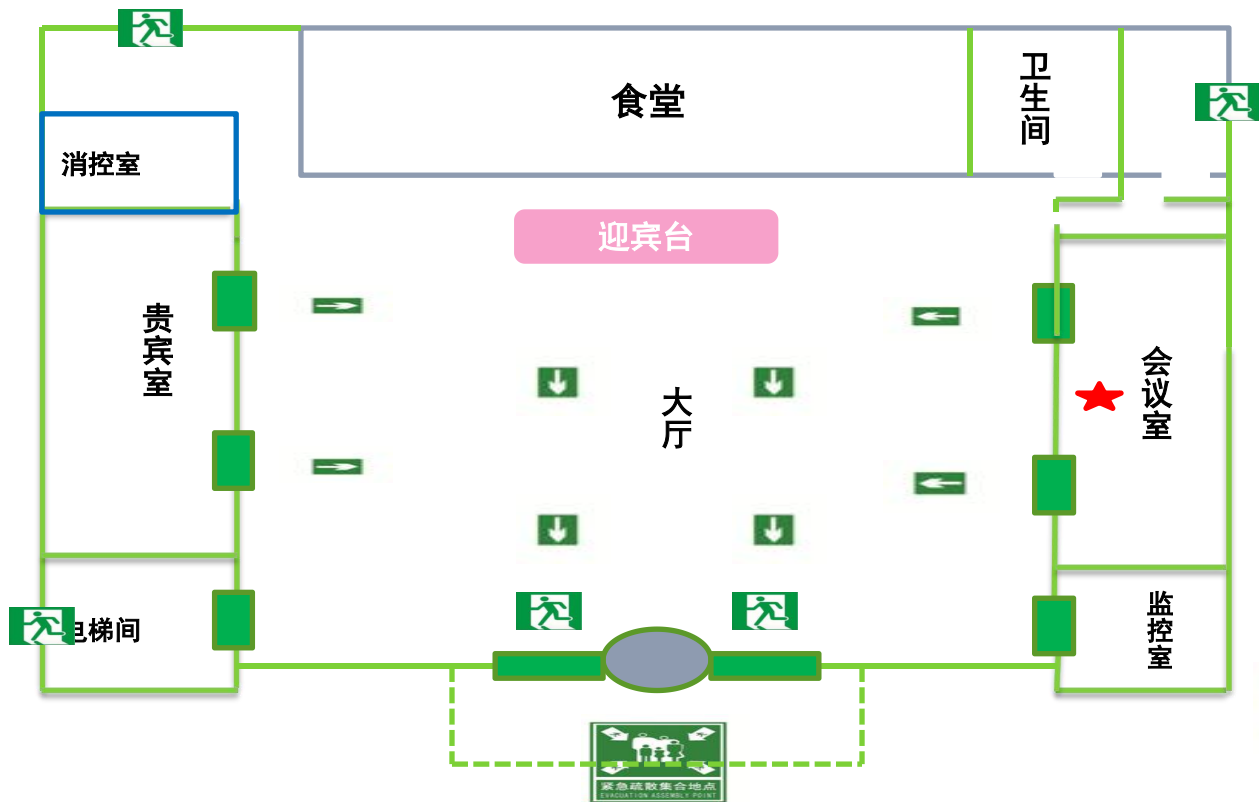 食堂
卫生间
消控室
迎宾台
贵宾室
大厅
会议室
电梯间
监控室
紧急疏散集合地点
EVACUATION ASSEMBLY POINT